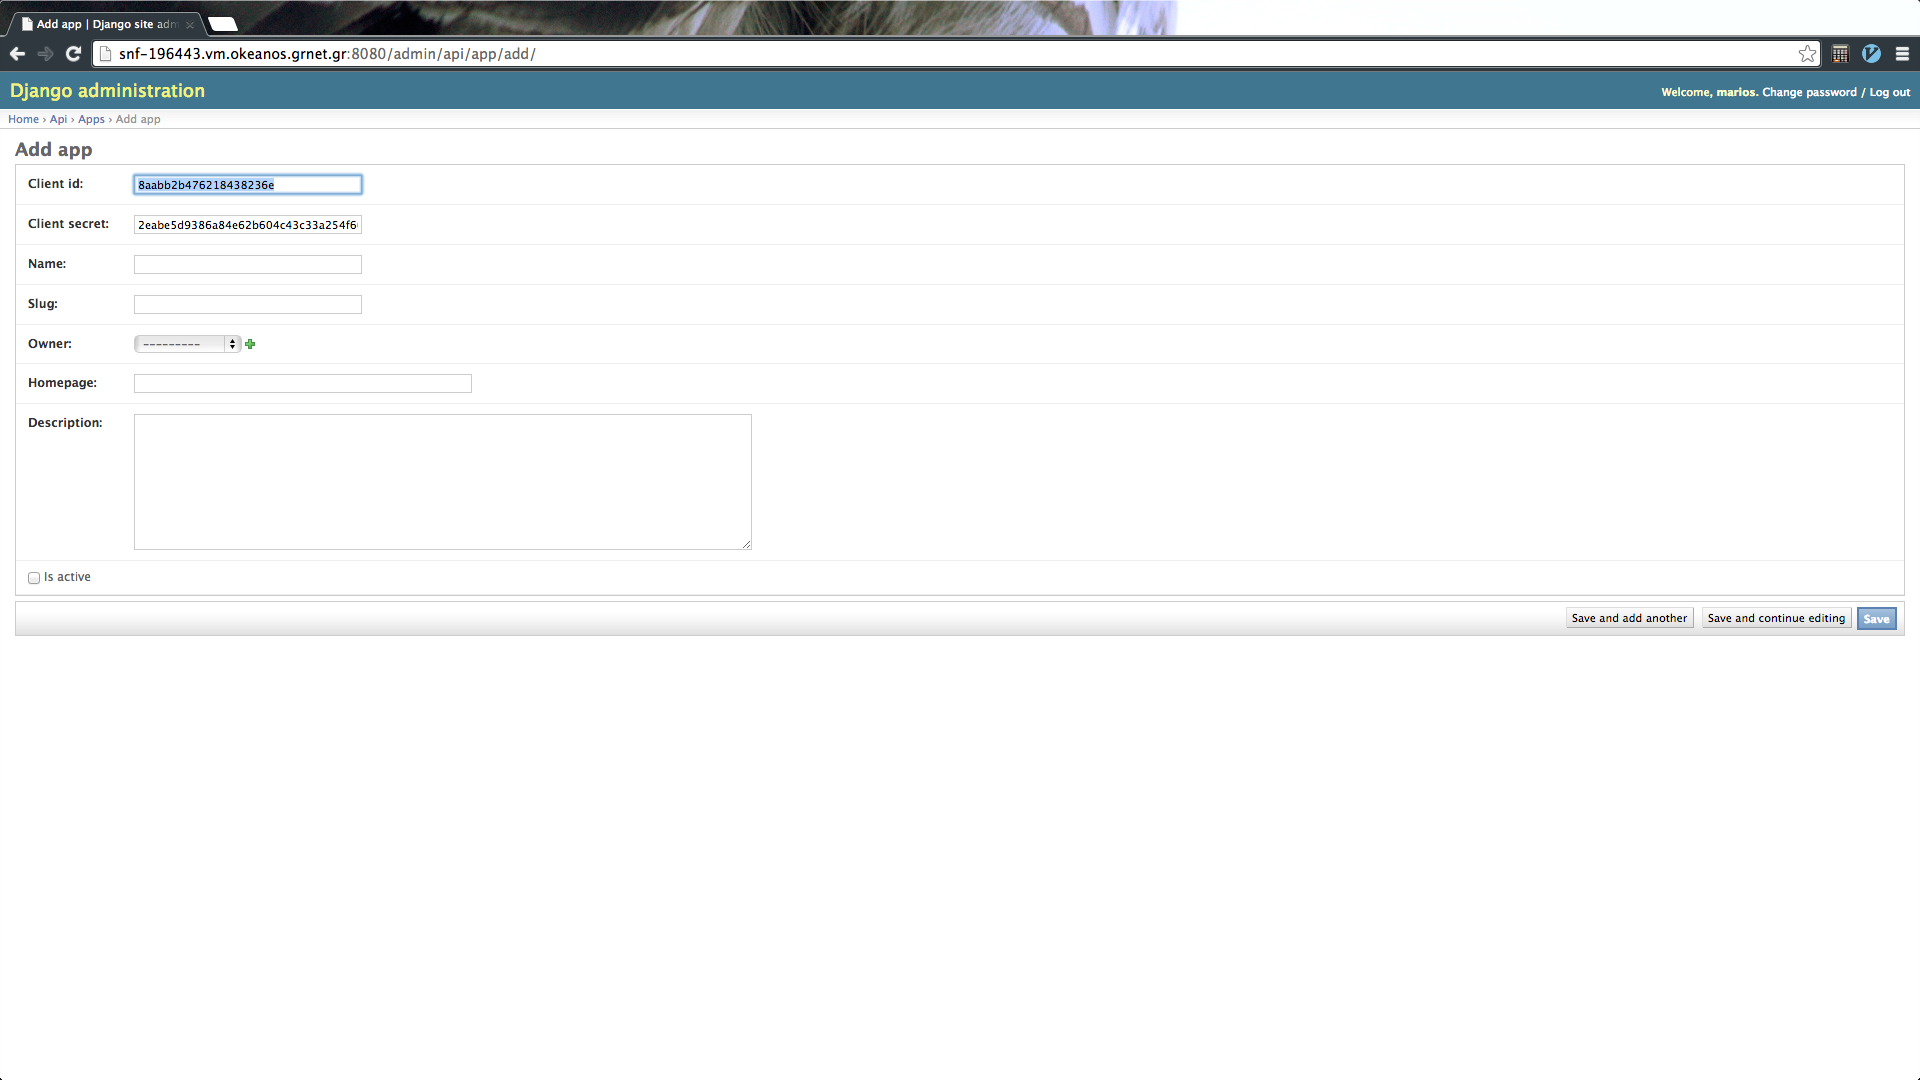 Add app | Django site adm
snf-196443.vm.okeanos.grnet.gr:8080/admin/api/app/add/
Django administration
Welcome, marios. Change password / Log out
Home › Api › Apps › Add app
Add app
Client id: 8aabb2b476218438236e
Client secret: 2eabe5d9386a84e62b604c43c33a254f6
Name:
Slug:
Owner: ---------
Homepage:
Description:
Is active
Save and add another Save and continue editing Save